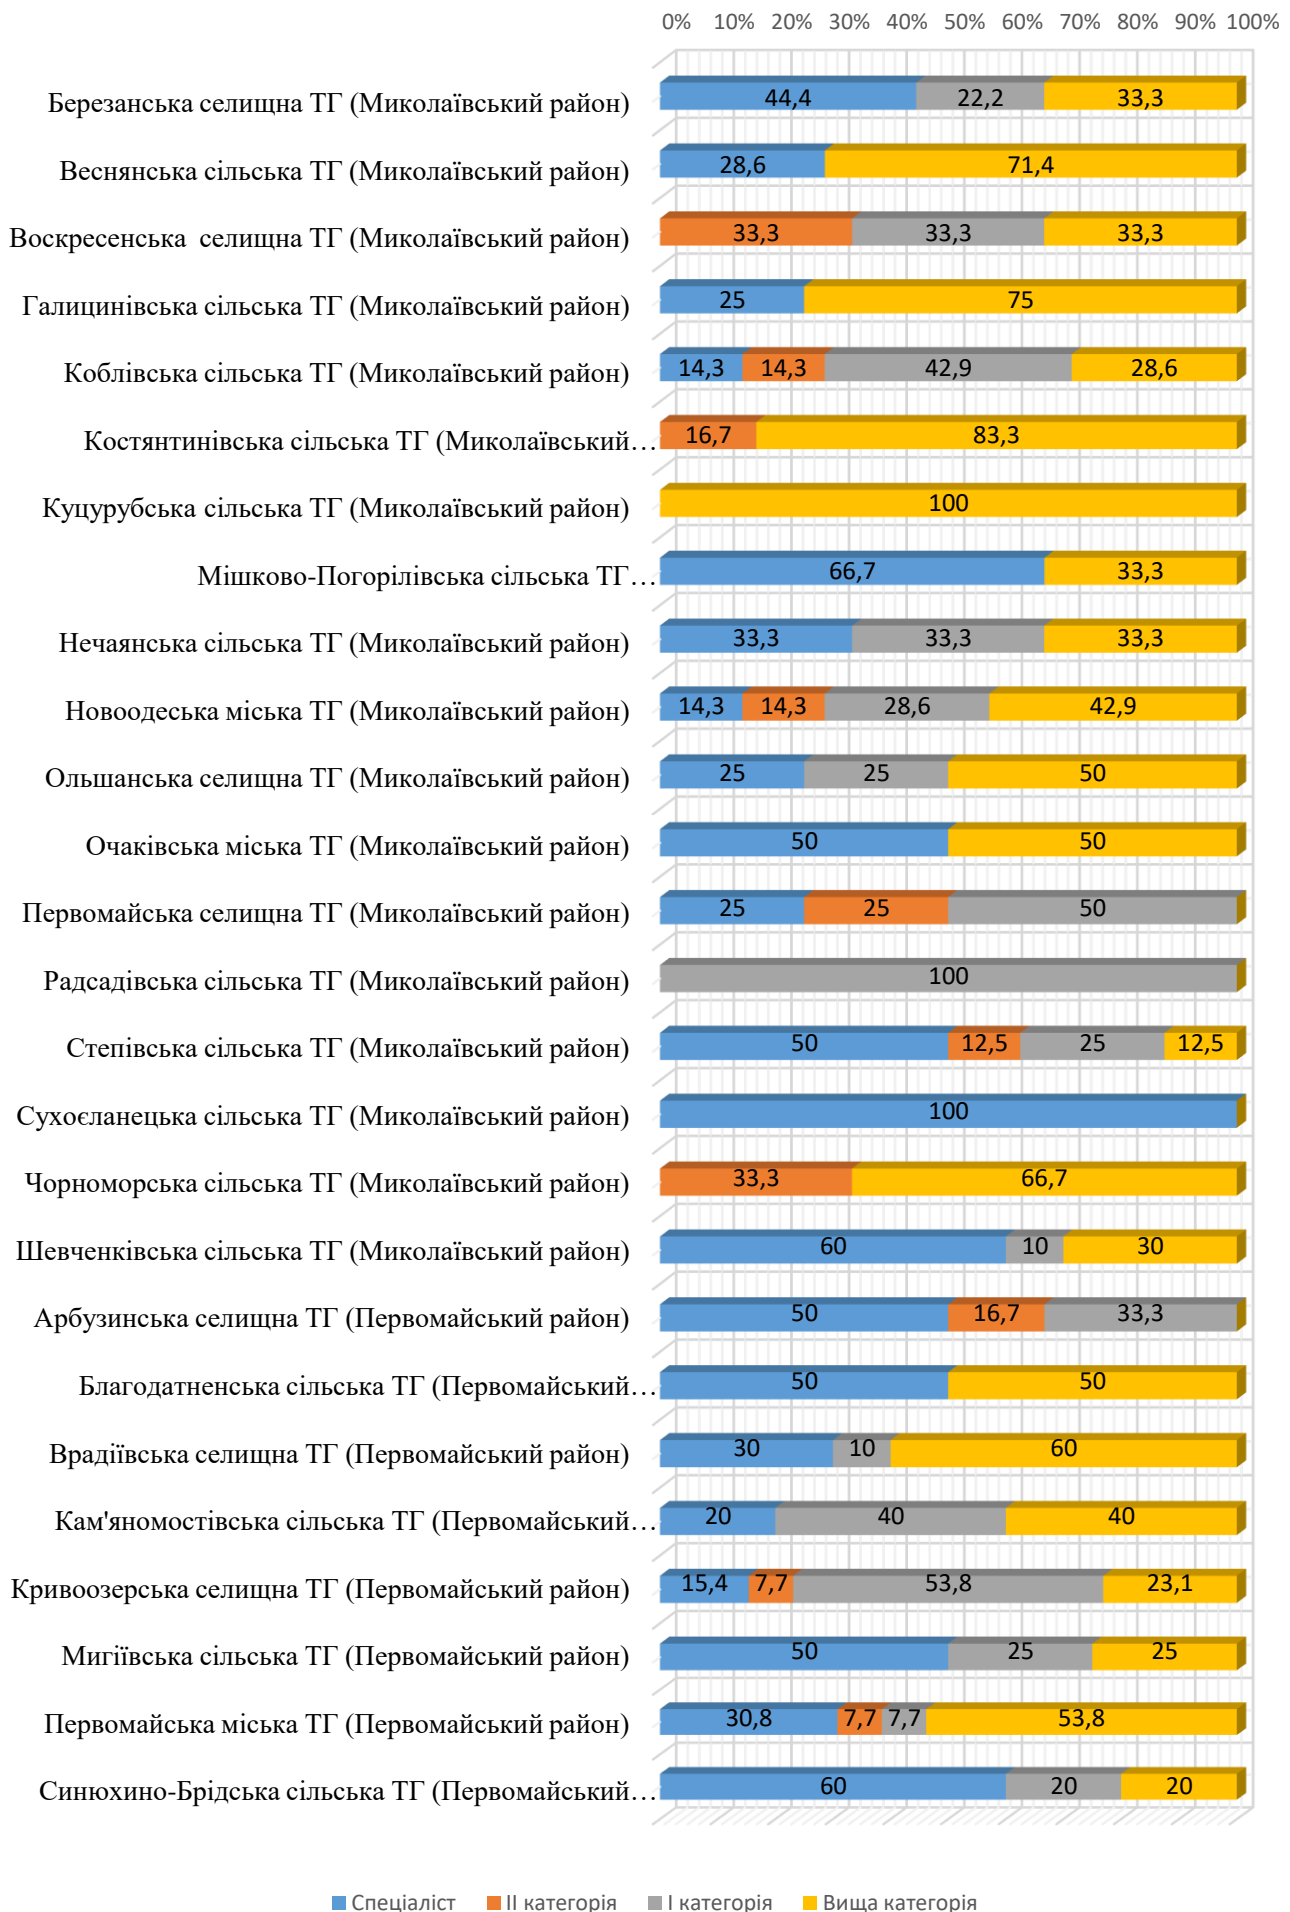 0% 10% 20% 30% 40% 50% 60% 70% 80% 90% 100%
Березанська селищна ТГ (Миколаївський район) 44,4 22,2 33,3
Веснянська сільська ТГ (Миколаївський район) 28,6 71,4
Воскресенська селищна ТГ (Миколаївський район) 33,3 33,3 33,3
Галицинівська сільська ТГ (Миколаївський район) 25 75
Коблівська сільська ТГ (Миколаївський район) 14,3 14,3 42,9 28,6
Костянтинівська сільська ТГ (Миколаївський… 16,7 83,3
Куцурубська сільська ТГ (Миколаївський район) 100
Мішково-Погорілівська сільська ТГ… 66,7 33,3
Нечаянська сільська ТГ (Миколаївський район) 33,3 33,3 33,3
Новоодеська міська ТГ (Миколаївський район) 14,3 14,3 28,6 42,9
Ольшанська селищна ТГ (Миколаївський район) 25 25 50
Очаківська міська ТГ (Миколаївський район) 50 50
Первомайська селищна ТГ (Миколаївський район) 25 25 50
Радсадівська сільська ТГ (Миколаївський район) 100
Степівська сільська ТГ (Миколаївський район) 50 12,5 25 12,5
Сухоєланецька сільська ТГ (Миколаївський район) 100
Чорноморська сільська ТГ (Миколаївський район) 33,3 66,7
Шевченківська сільська ТГ (Миколаївський район) 60 10 30
Арбузинська селищна ТГ (Первомайський район) 50 16,7 33,3
Благодатненська сільська ТГ (Первомайський… 50 50
Врадіївська селищна ТГ (Первомайський район) 30 10 60
Кам'яномостівська сільська ТГ (Первомайський… 20 40 40
Кривоозерська селищна ТГ (Первомайський район) 15,4 7,7 53,8 23,1
Мигіївська сільська ТГ (Первомайський район) 50 25 25
Первомайська міська ТГ (Первомайський район) 30,8 7,7 7,7 53,8
Синюхино-Брідська сільська ТГ (Первомайський… 60 20 20
Спеціаліст ІІ категорія І категорія Вища категорія